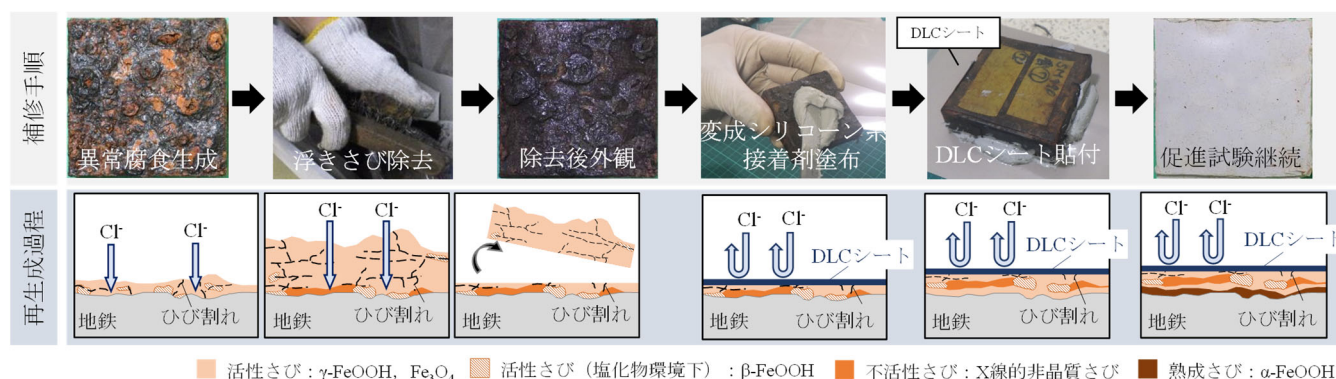 補修手順
異常腐食生成
浮きさび除去
除去後外観
変成シリコーン系
接着剤塗布
DLCシート
DLCシート貼付
促進試験継続
再生成過程
Cl-
Cl-
地鉄
ひび割れ
Cl-
Cl-
地鉄
ひび割れ
地鉄
ひび割れ
Cl-
Cl-
DLCシート
地鉄
ひび割れ
Cl-
Cl-
DLCシート
地鉄
ひび割れ
Cl-
Cl-
DLCシート
地鉄
ひび割れ
活性さび：γ-FeOOH，Fe₃O₄
活性さび（塩化物環境下）：β-FeOOH
不活性さび：X線的非晶質さび
熟成さび：α-FeOOH